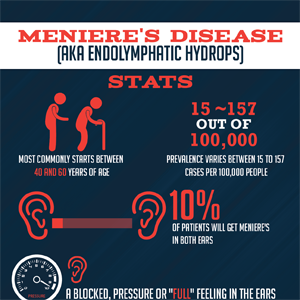 MENIERE'S DISEASE
(AKA ENDOLYMPHATIC HYDROPS)
STATS
MOST COMMONLY STARTS BETWEEN
40 AND 60 YEARS OF AGE
15 ~157
OUT OF
100,000
PREVALENCE VARIES BETWEEN 15 TO 157
CASES PER 100,000 PEOPLE
10%
OF PATIENTS WILL GET MENIERE'S
IN BOTH EARS
PRESSURE
A BLOCKED, PRESSURE OR "FULL" FEELING IN THE EARS